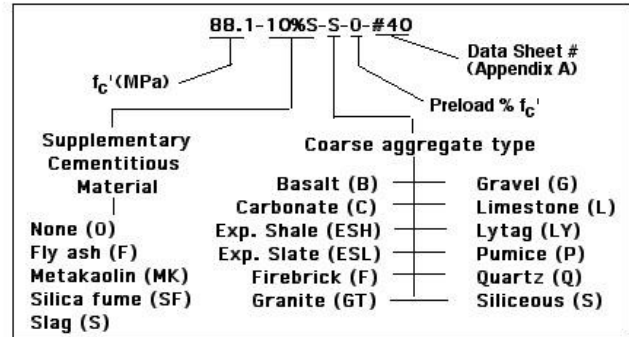 88.1-10%S-S-0-#40
Data Sheet #
(Appendix A)
fc'(MPa)
Preload % fc'
Supplementary
Cementitious
Material
None (O)
Fly ash (F)
Metakaolin (MK)
Silica fume (SF)
Slag (S)
Coarse aggregate type
Basalt (B)
Carbonate (C)
Exp. Shale (ESH)
Exp. Slate (ESL)
Firebrick (F)
Granite (GT)
Gravel (G)
Limestone (L)
Lytag (LY)
Pumice (P)
Quartz (Q)
Siliceous (S)